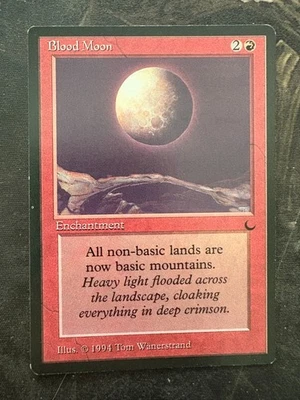 Blood Moon 2
Enchantment
All non-basic lands are
now basic mountains.
Heavy light flooded across
the landscape, cloaking
everything in deep crimson.
Illus. © 1994 Tom Wänerstrand